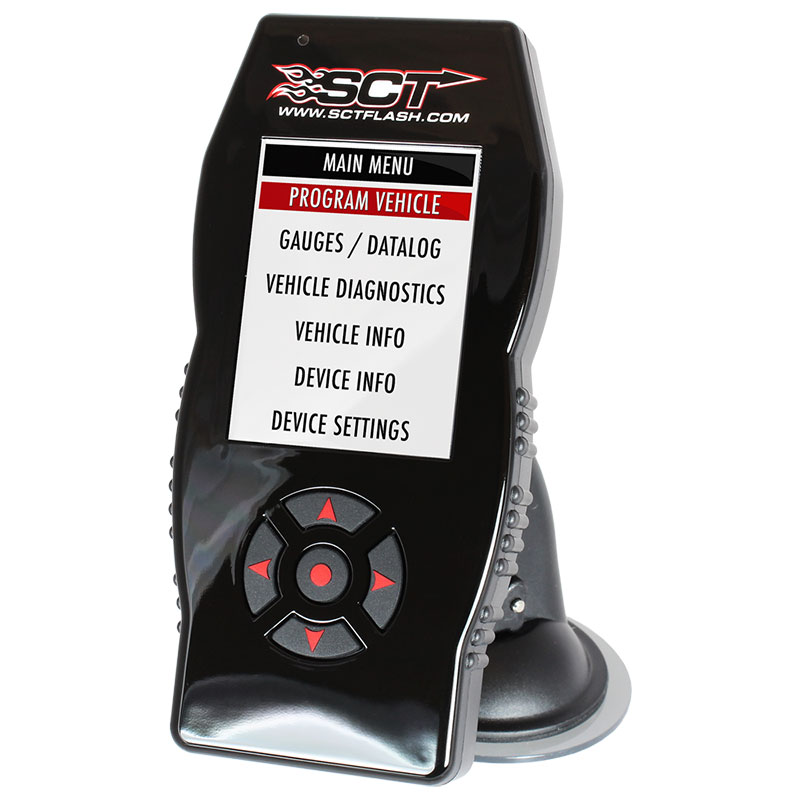 SCT
WWW.SCTFLASH.COM
MAIN MENU
PROGRAM VEHICLE
GAUGES / DATALOG
VEHICLE DIAGNOSTICS
VEHICLE INFO
DEVICE INFO
DEVICE SETTINGS